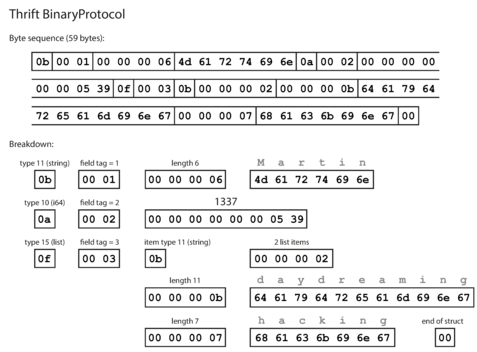 Thrift BinaryProtocol
Byte sequence (59 bytes):
0b 00 01 00 00 00 06 4d 61 72 74 69 6e 0a 00 02 00 00 00 00
00 00 05 39 0f 00 03 0b 00 00 00 02 00 00 00 0b 64 61 79 64
72 65 61 6d 69 6e 67 00 00 00 07 68 61 63 6b 69 6e 67 00
Breakdown:
type 11 (string) field tag = 1 length 6 M a r t i n
0b 00 01 00 00 00 06 4d 61 72 74 69 6e
type 10 (i64) field tag = 2 1337
0a 00 02 00 00 00 00 00 00 05 39
type 15 (list) field tag = 3 item type 11 (string) 2 list items
0f 00 03 0b 00 00 00 02
length 11 d a y d r e a m i n g
00 00 00 0b 64 61 79 64 72 65 61 6d 69 6e 67
length 7 h a c k i n g end of struct
00 00 00 07 68 61 63 6b 69 6e 67 00